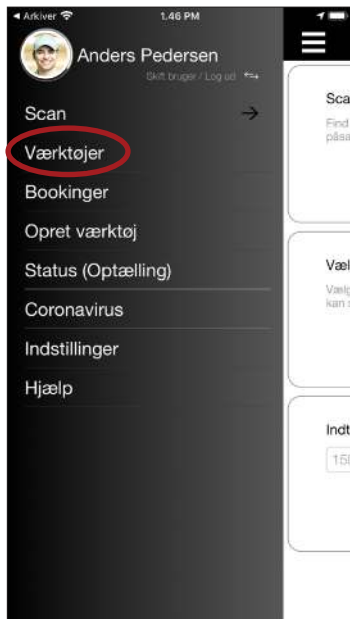 ◂ Arkiver 1.46 PM
Anders Pedersen
Skift bruger / Log ud
Scan
Værktøjer
Bookinger
Opret værktøj
Status (Optælling)
Coronavirus
Indstillinger
Hjælp
Sca
Find
påsa
Væl
Vælg
kan s
Indt